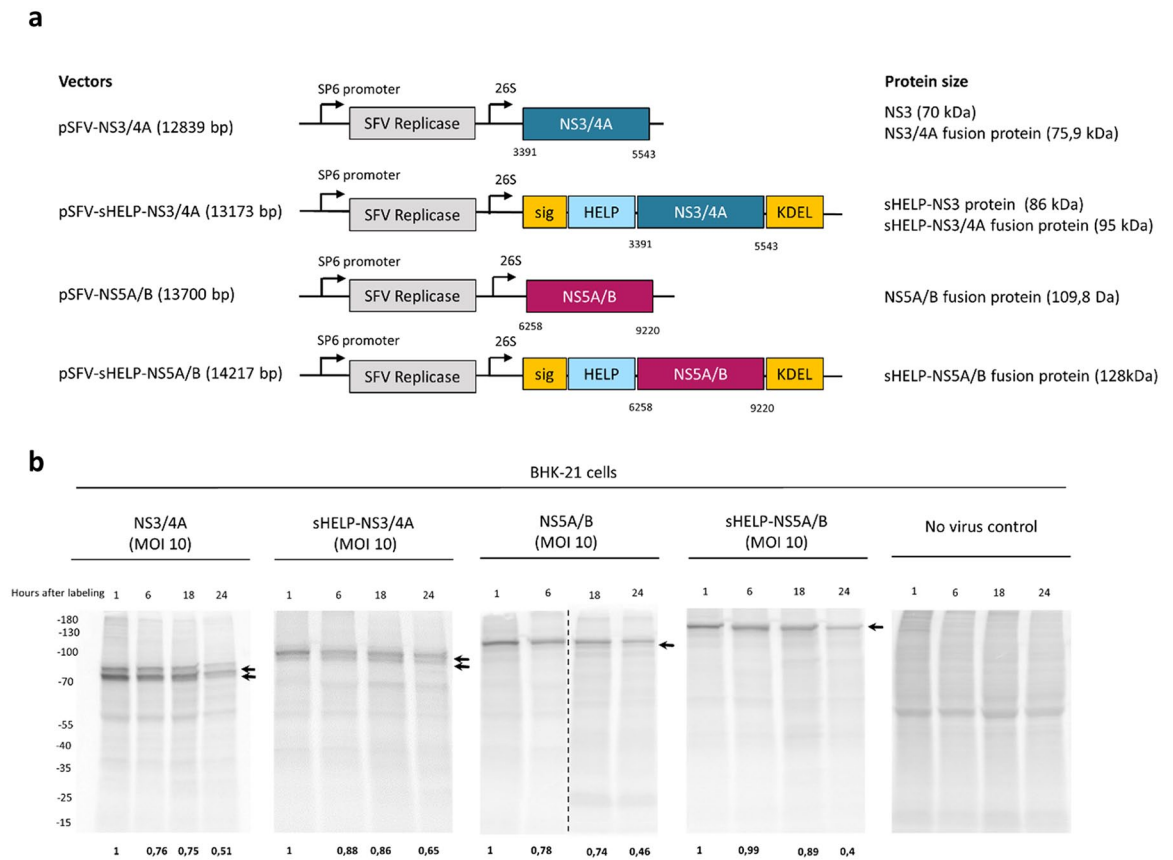 a
Vectors
Protein size
SP6 promoter 26S
pSFV-NS3/4A (12839 bp)
SFV Replicase NS3/4A
3391 5543
NS3 (70 kDa)
NS3/4A fusion protein (75,9 kDa)
SP6 promoter 26S
pSFV-sHELP-NS3/4A (13173 bp)
SFV Replicase sig HELP NS3/4A KDEL
3391 5543
sHELP-NS3 protein (86 kDa)
sHELP-NS3/4A fusion protein (95 kDa)
SP6 promoter 26S
pSFV-NS5A/B (13700 bp)
SFV Replicase NS5A/B
6258 9220
NS5A/B fusion protein (109,8 Da)
SP6 promoter 26S
pSFV-sHELP-NS5A/B (14217 bp)
SFV Replicase sig HELP NS5A/B KDEL
6258 9220
sHELP-NS5A/B fusion protein (128kDa)
b
BHK-21 cells
NS3/4A sHELP-NS3/4A NS5A/B sHELP-NS5A/B No virus control
(MOI 10) (MOI 10) (MOI 10) (MOI 10)
Hours after labeling 1 6 18 24 1 6 18 24 1 6 18 24 1 6 18 24 1 6 18 24
-180
-130
-100
-70
-55
-40
-35
-25
-15
1 0,76 0,75 0,51 1 0,88 0,86 0,65 1 0,78 0,74 0,46 1 0,99 0,89 0,4